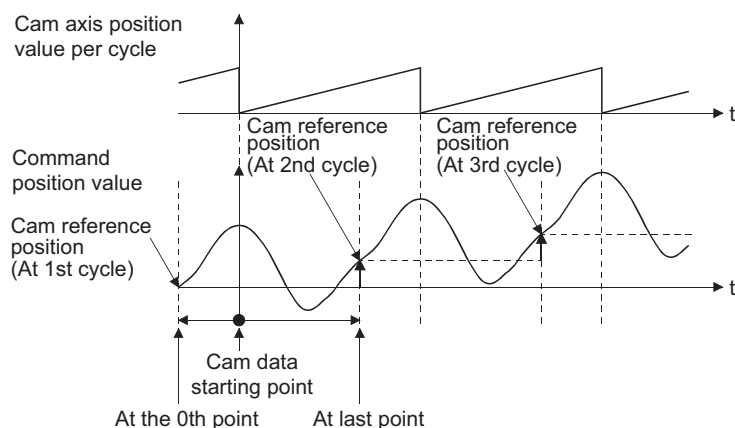 Cam axis position
value per cycle
t
Cam reference
position
(At 2nd cycle)
Cam reference
position
(At 3rd cycle)
Command
position value
Cam reference
position
(At 1st cycle)
t
Cam data
starting point
At the 0th point
At last point